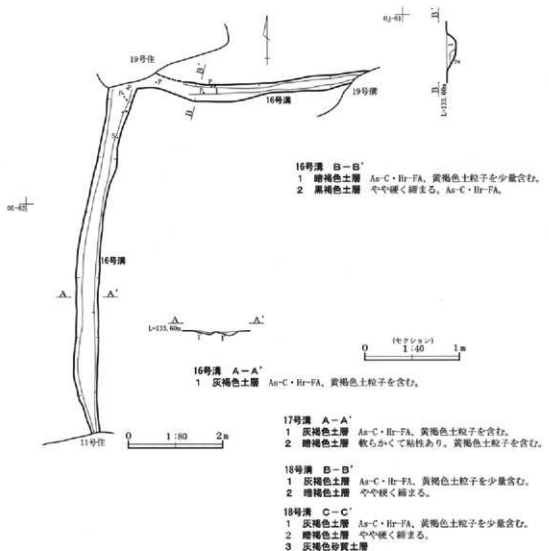 Oj-81
19号住
B'
B'
19号溝
16号溝
B
B
L=133.60m
16号溝 B-B'
1 暗褐色土層 As-C・Hr-FA、黄褐色土粒子を少量含む。
2 黒褐色土層 やや硬く締まる。As-C・Hr-FA。
16号溝
A A'
A A'
L=133.60m
1 1
(セクション)
0 1:40 1m
16号溝 A-A'
1 灰褐色土層 As-C・Hr-FA、黄褐色土粒子を含む。
11号住
0 1:80 2m
17号溝 A-A'
1 灰褐色土層 As-C・Hr-FA、黄褐色土粒子を含む。
2 暗褐色土層 軟らかくて粘性あり。黄褐色土粒子を含む。
18号溝 B-B'
1 灰褐色土層 As-C・Hr-FA、黄褐色土粒子を少量含む。
2 暗褐色土層 やや硬く締まる。
18号溝 C-C'
1 灰褐色土層 As-C・Hr-FA、黄褐色土粒子を少量含む。
2 暗褐色土層 やや硬く締まる。
3 灰褐色砂質土層